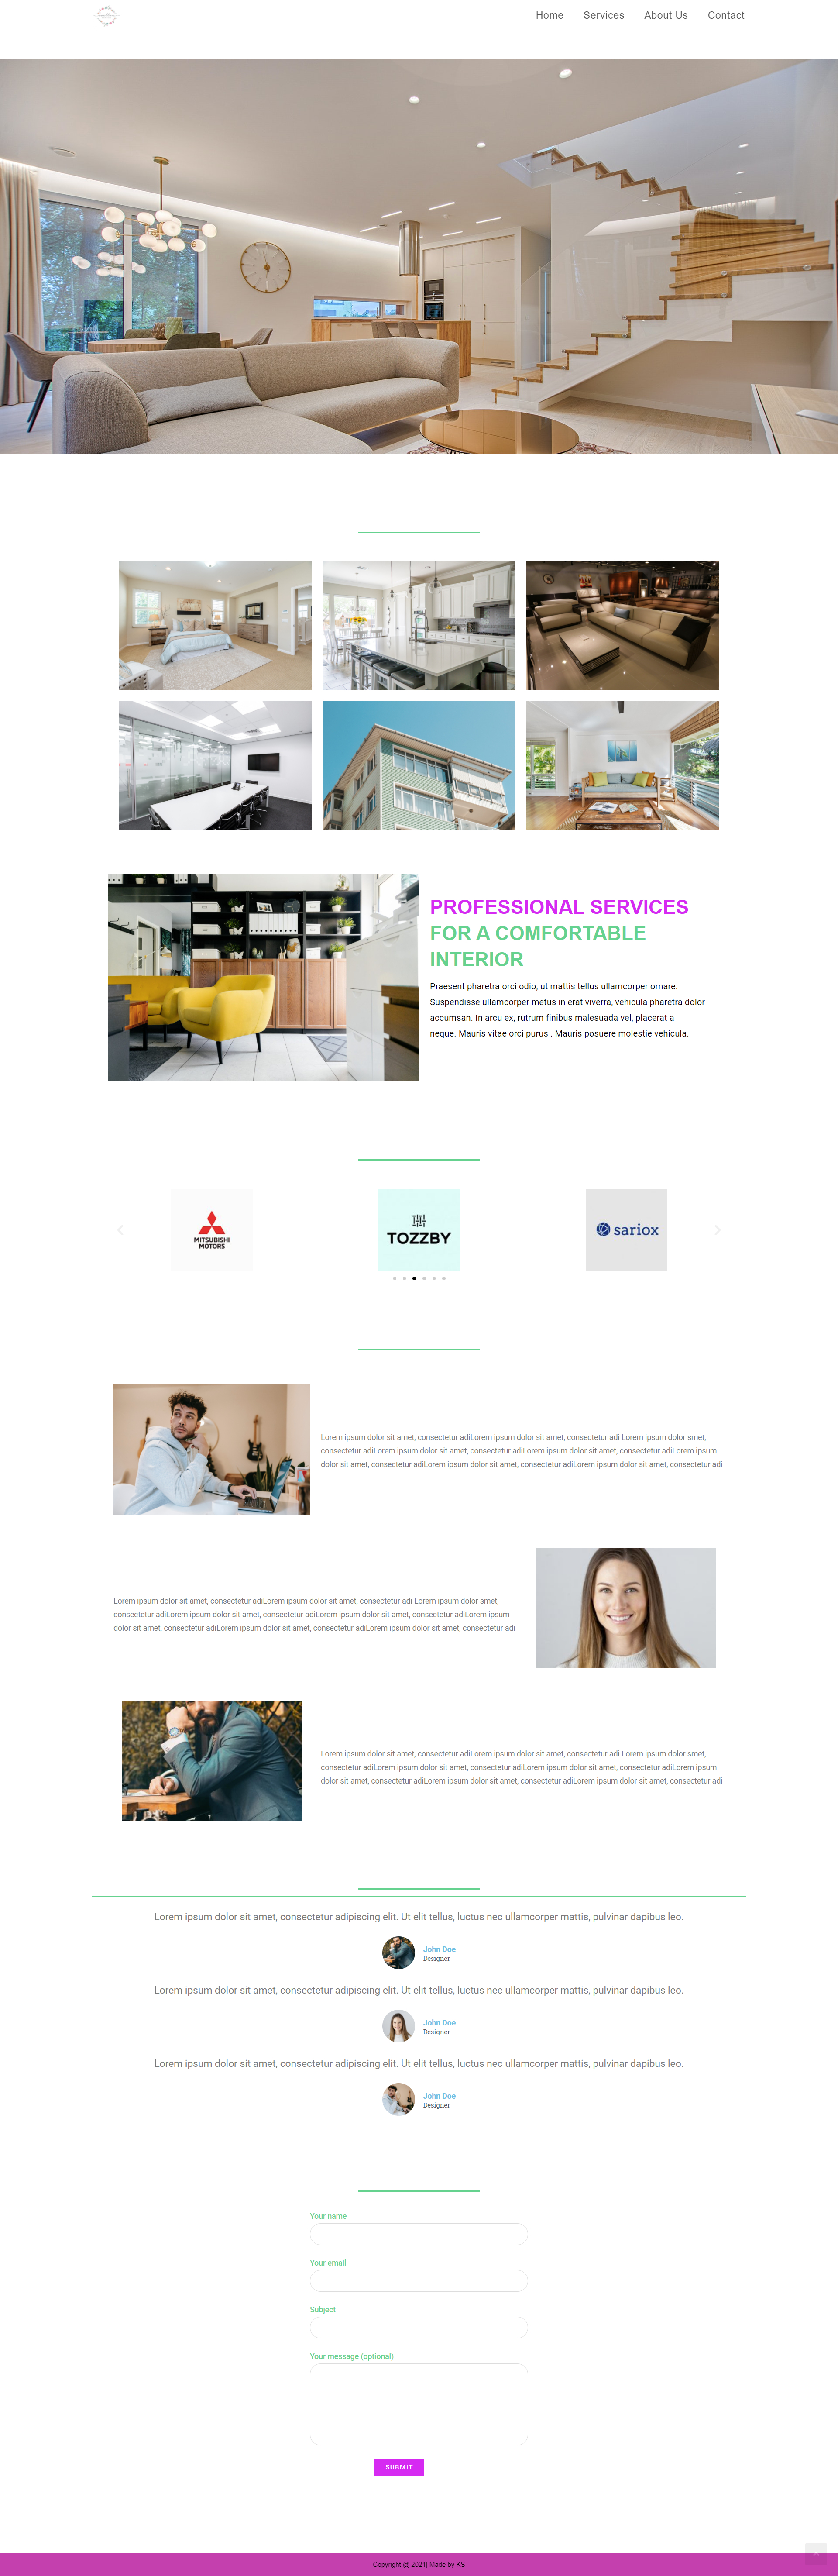 Home Services About Us Contact
PROFESSIONAL SERVICES
FOR A COMFORTABLE
INTERIOR
Praesent pharetra orci odio, ut mattis tellus ullamcorper ornare.
Suspendisse ullamcorper metus in erat viverra, vehicula pharetra dolor
accumsan. In arcu ex, rutrum finibus malesuada vel, placerat a
neque. Mauris vitae orci purus . Mauris posuere molestie vehicula.
MITSUBISHI
MOTORS
TOZZBY
sariox
Lorem ipsum dolor sit amet, consectetur adiLorem ipsum dolor sit amet, consectetur adi Lorem ipsum dolor smet,
consectetur adiLorem ipsum dolor sit amet, consectetur adiLorem ipsum dolor sit amet, consectetur adiLorem ipsum
dolor sit amet, consectetur adiLorem ipsum dolor sit amet, consectetur adiLorem ipsum dolor sit amet, consectetur adi
Lorem ipsum dolor sit amet, consectetur adiLorem ipsum dolor sit amet, consectetur adi Lorem ipsum dolor smet,
consectetur adiLorem ipsum dolor sit amet, consectetur adiLorem ipsum dolor sit amet, consectetur adiLorem ipsum
dolor sit amet, consectetur adiLorem ipsum dolor sit amet, consectetur adiLorem ipsum dolor sit amet, consectetur adi
Lorem ipsum dolor sit amet, consectetur adiLorem ipsum dolor sit amet, consectetur adi Lorem ipsum dolor smet,
consectetur adiLorem ipsum dolor sit amet, consectetur adiLorem ipsum dolor sit amet, consectetur adiLorem ipsum
dolor sit amet, consectetur adiLorem ipsum dolor sit amet, consectetur adiLorem ipsum dolor sit amet, consectetur adi
Lorem ipsum dolor sit amet, consectetur adipiscing elit. Ut elit tellus, luctus nec ullamcorper mattis, pulvinar dapibus leo.
John Doe
Designer
Lorem ipsum dolor sit amet, consectetur adipiscing elit. Ut elit tellus, luctus nec ullamcorper mattis, pulvinar dapibus leo.
John Doe
Designer
Lorem ipsum dolor sit amet, consectetur adipiscing elit. Ut elit tellus, luctus nec ullamcorper mattis, pulvinar dapibus leo.
John Doe
Designer
Your name
Your email
Subject
Your message (optional)
SUBMIT
Copyright @ 2021| Made by KS